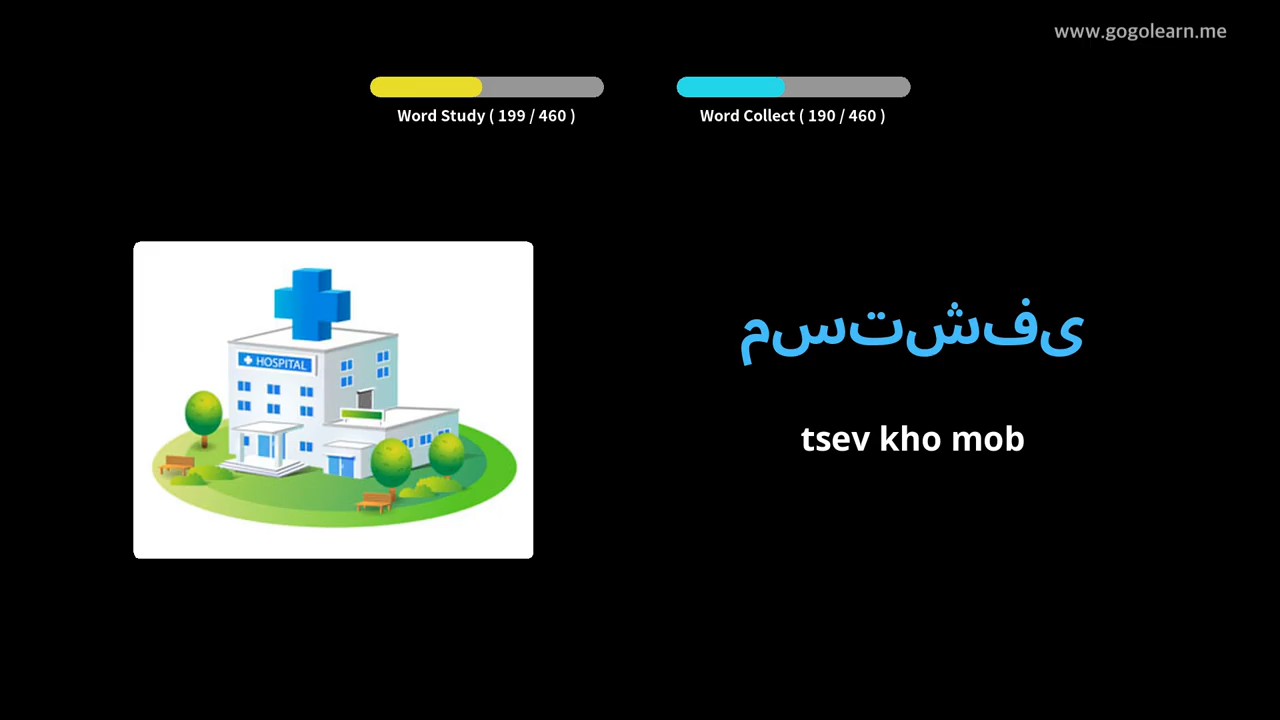 www.gogolearn.me
Word Study ( 199 / 460 )
Word Collect ( 190 / 460 )
HOSPITAL
مستشفى
tsev kho mob